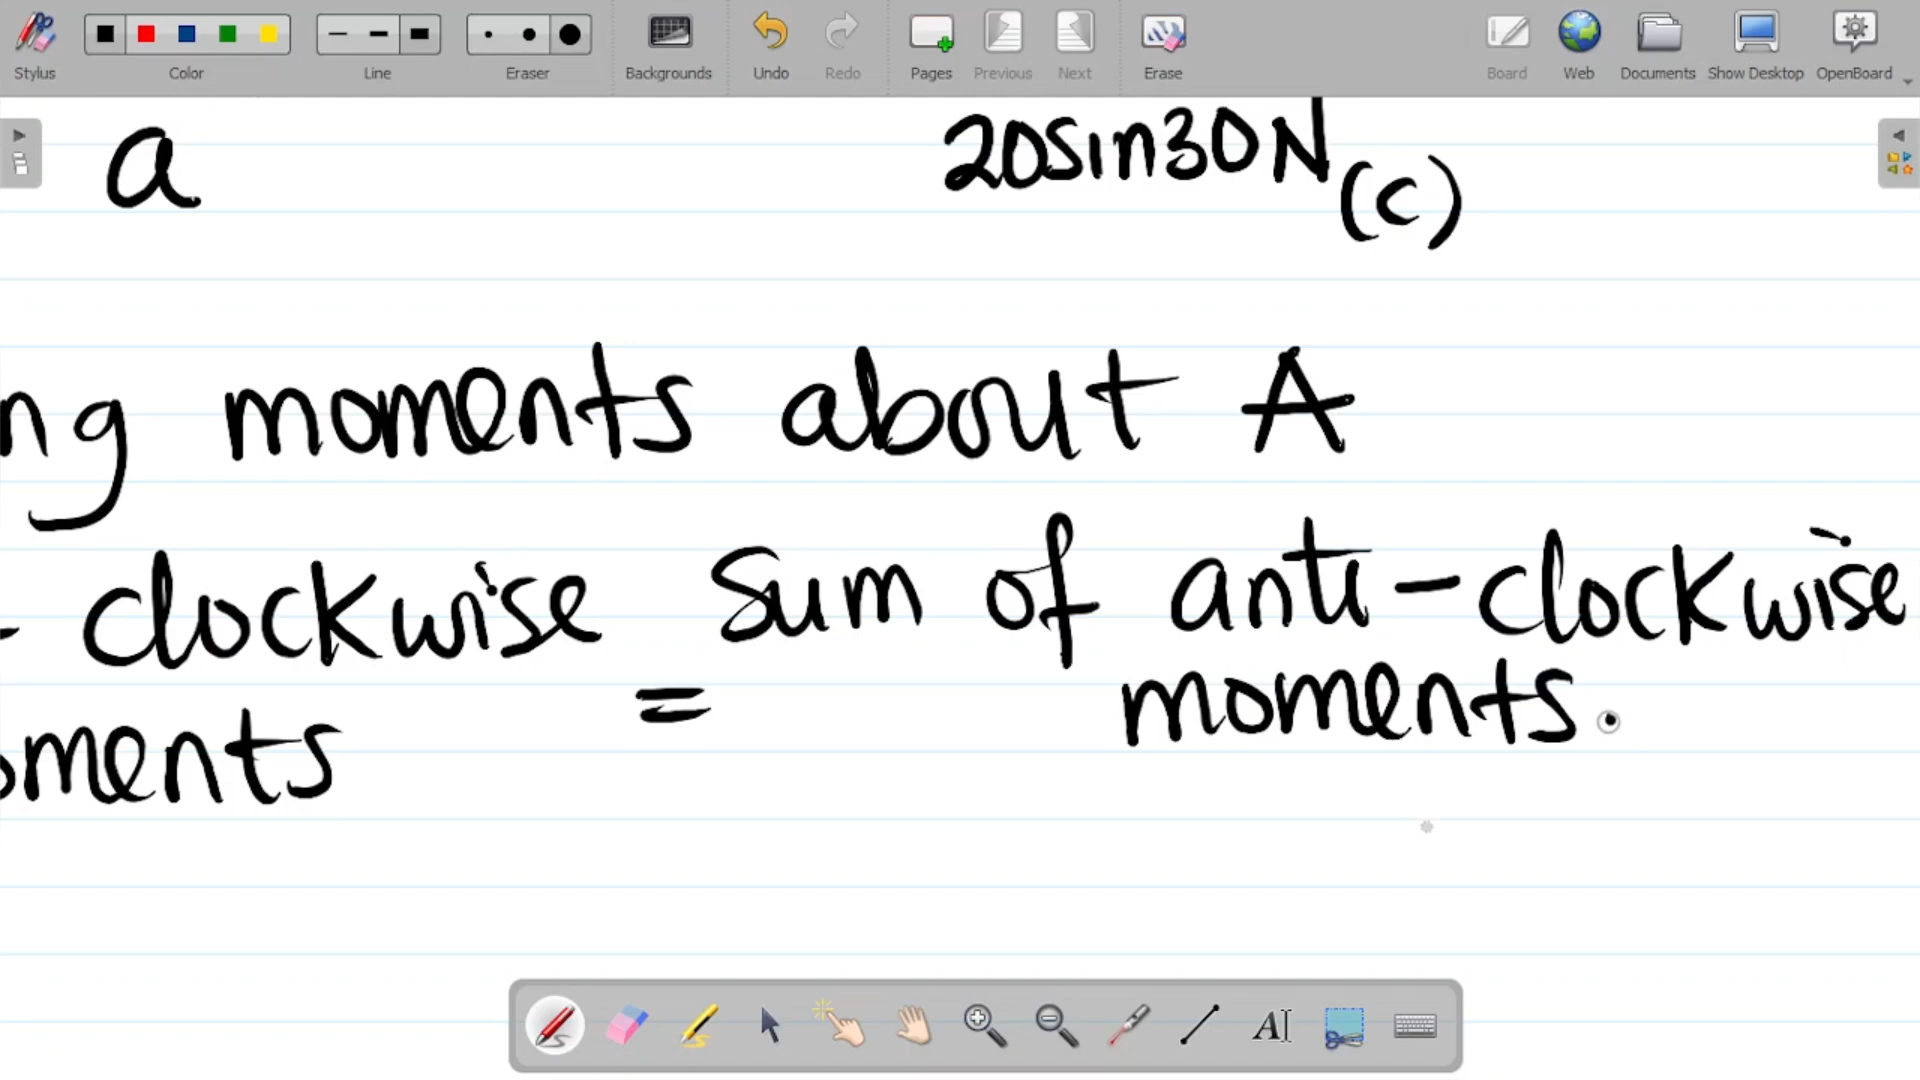 Stylus Color Line Eraser Backgrounds Undo Redo Pages Previous Next Erase Board Web Documents Show Desktop OpenBoard
a 20sin30N (c)
ng moments about A
clockwise = sum of anti-clockwise
oments moments.